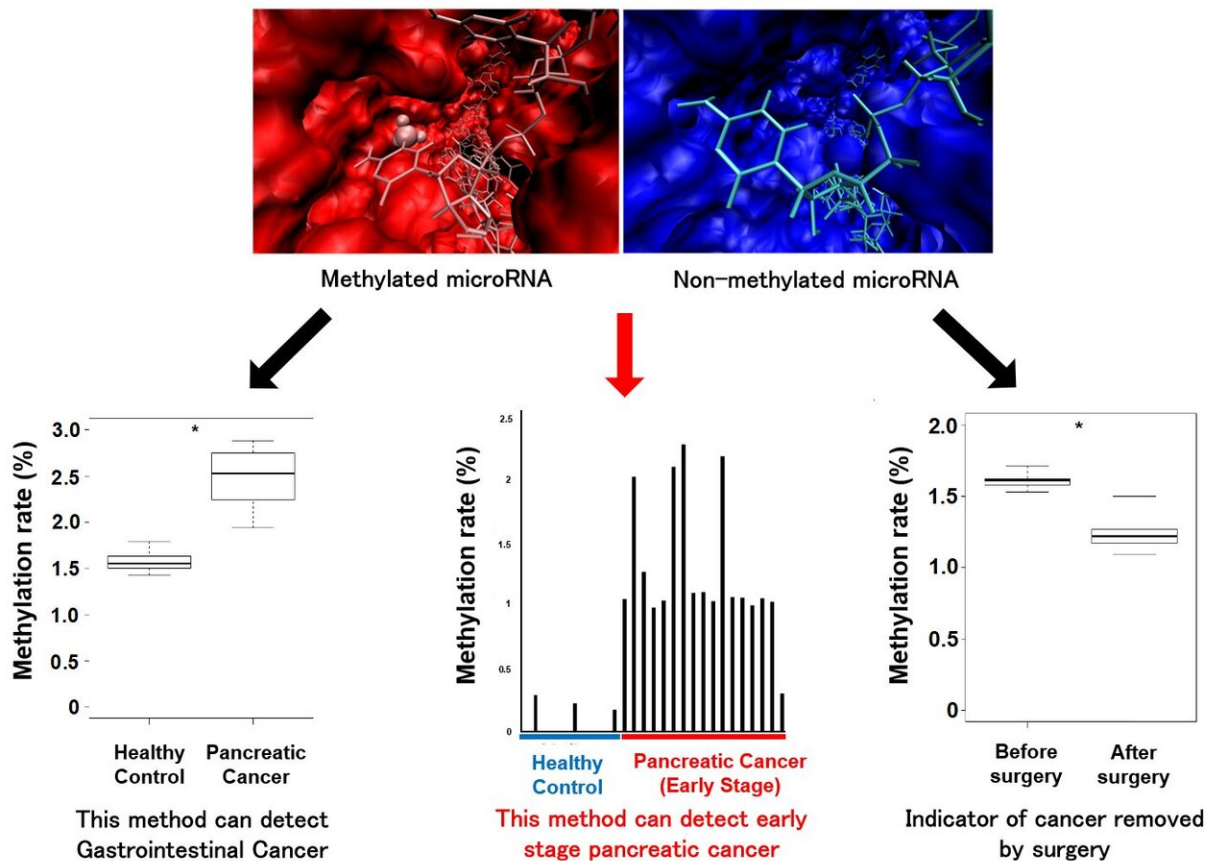 Methylated microRNA
Non-methylated microRNA
Methylation rate (%)
3.0
*
2.5
2.0
1.5
1.0
0.5
0
Healthy
Control
Pancreatic
Cancer
This method can detect
Gastrointestinal Cancer
Methylation rate (%)
2.5
2
1.5
1
0.5
0
Healthy
Control
Pancreatic Cancer
(Early Stage)
This method can detect early
stage pancreatic cancer
Methylation rate (%)
2.0
*
1.5
1.0
0.5
0
Before
surgery
After
surgery
Indicator of cancer removed
by surgery